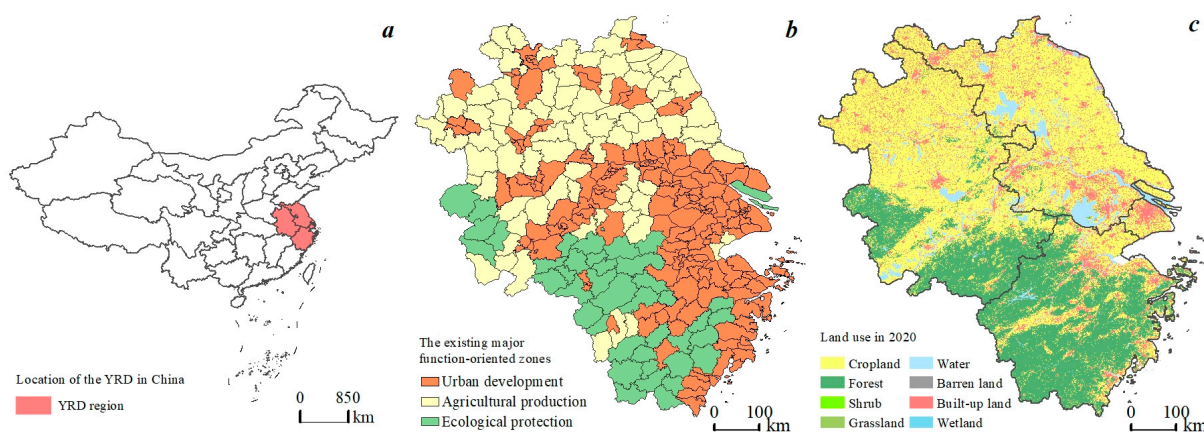 a
Location of the YRD in China
YRD region
0 850
km
b
The existing major
function-oriented zones
Urban development
Agricultural production
Ecological protection
0 100
km
c
Land use in 2020
Cropland
Forest
Shrub
Grassland
Water
Barren land
Built-up land
Wetland
0 100
km